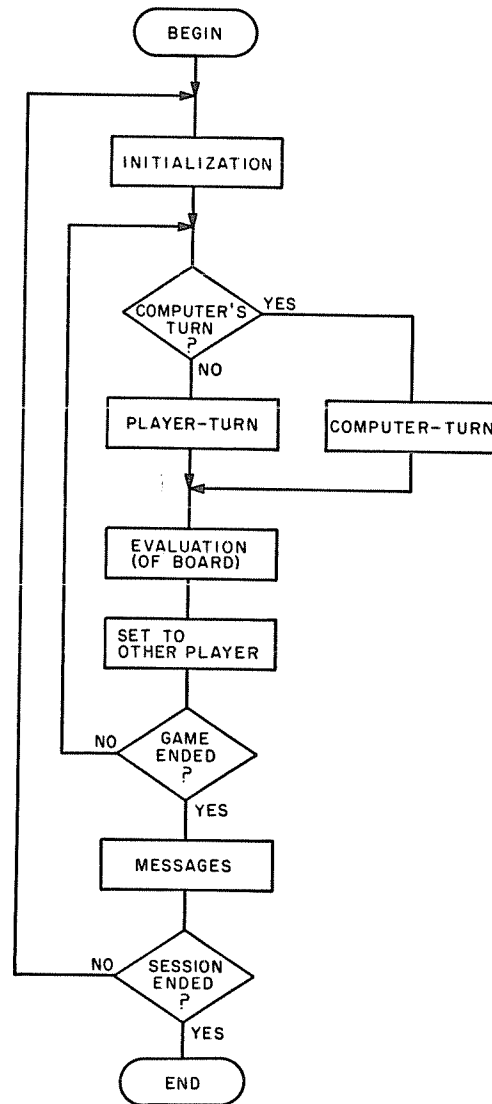 BEGIN
INITIALIZATION
COMPUTER'S
TURN
?
YES
NO
PLAYER-TURN
COMPUTER-TURN
EVALUATION
(OF BOARD)
SET TO
OTHER PLAYER
NO
GAME
ENDED
?
YES
MESSAGES
NO
SESSION
ENDED
?
YES
END